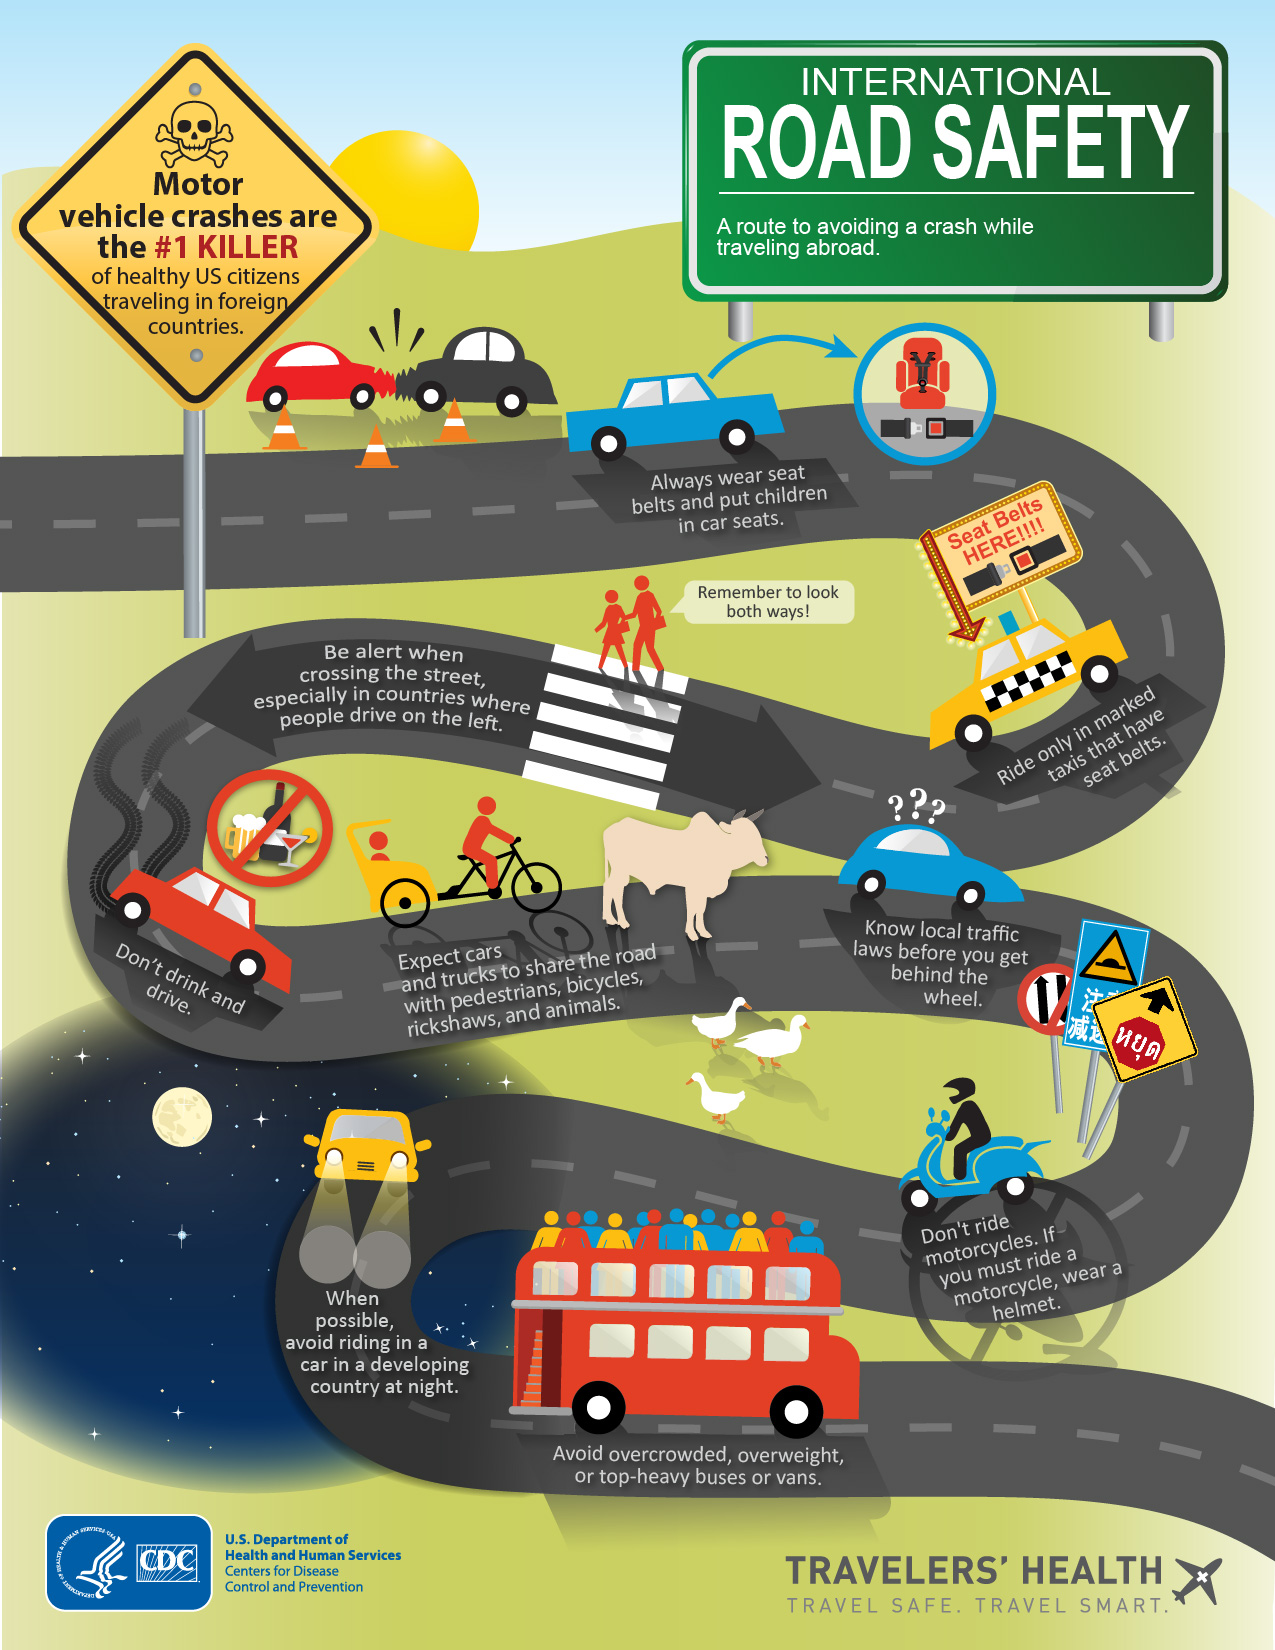 Motor
vehicle crashes are
the #1 KILLER
of healthy US citizens
traveling in foreign
countries.
INTERNATIONAL
ROAD SAFETY
A route to avoiding a crash while
traveling abroad.
Always wear seat
belts and put children
in car seats.
Seat Belts
HERE!!!!
Ride only in marked
taxis that have
seat belts.
Remember to look
both ways!
Be alert when
crossing the street,
especially in countries where
people drive on the left.
Don't drink and
drive.
Expect cars
and trucks to share the road
with pedestrians, bicycles,
rickshaws, and animals.
???
Know local traffic
laws before you get
behind the
wheel.
หยุด
Don't ride
motorcycles. If
you must ride a
motorcycle, wear a
helmet.
When
possible,
avoid riding in a
car in a developing
country at night.
Avoid overcrowded, overweight,
or top-heavy buses or vans.
DEPARTMENT OF HEALTH & HUMAN SERVICES · USA
CDC
U.S. Department of
Health and Human Services
Centers for Disease
Control and Prevention
TRAVELERS' HEALTH
TRAVEL SAFE. TRAVEL SMART.